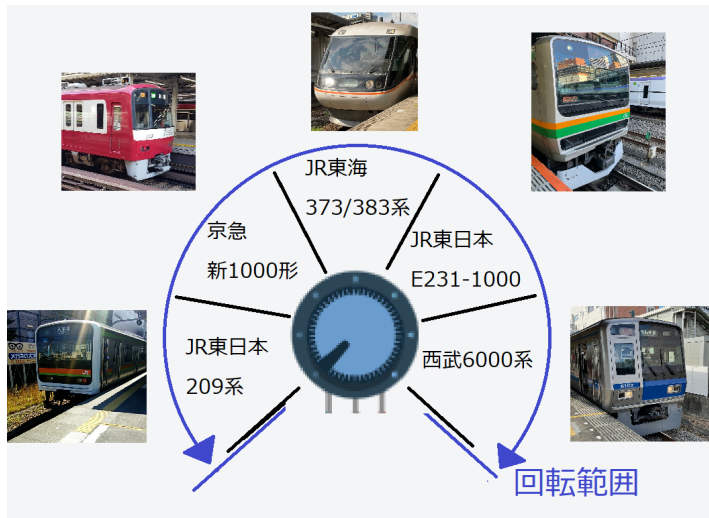 JR東海
373/383系
京急
新1000形
JR東日本
E231-1000
JR東日本
209系
西武6000系
回転範囲